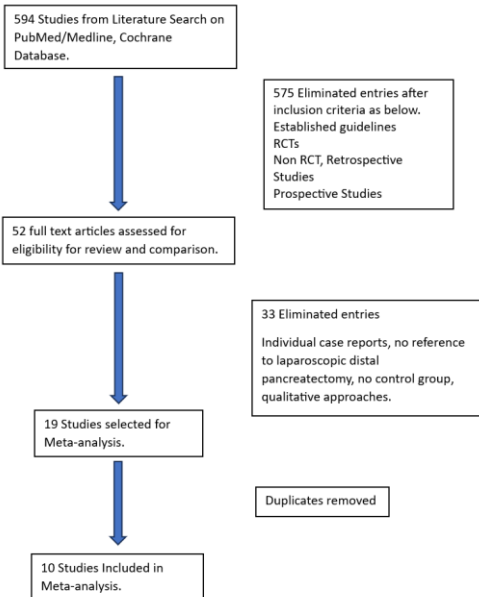 594 Studies from Literature Search on
PubMed/Medline, Cochrane
Database.
575 Eliminated entries after
inclusion criteria as below.
Established guidelines
RCTs
Non RCT, Retrospective
Studies
Prospective Studies
52 full text articles assessed for
eligibility for review and comparison.
33 Eliminated entries
Individual case reports, no reference
to laparoscopic distal
pancreatectomy, no control group,
qualitative approaches.
19 Studies selected for
Meta-analysis.
Duplicates removed
10 Studies Included in
Meta-analysis.